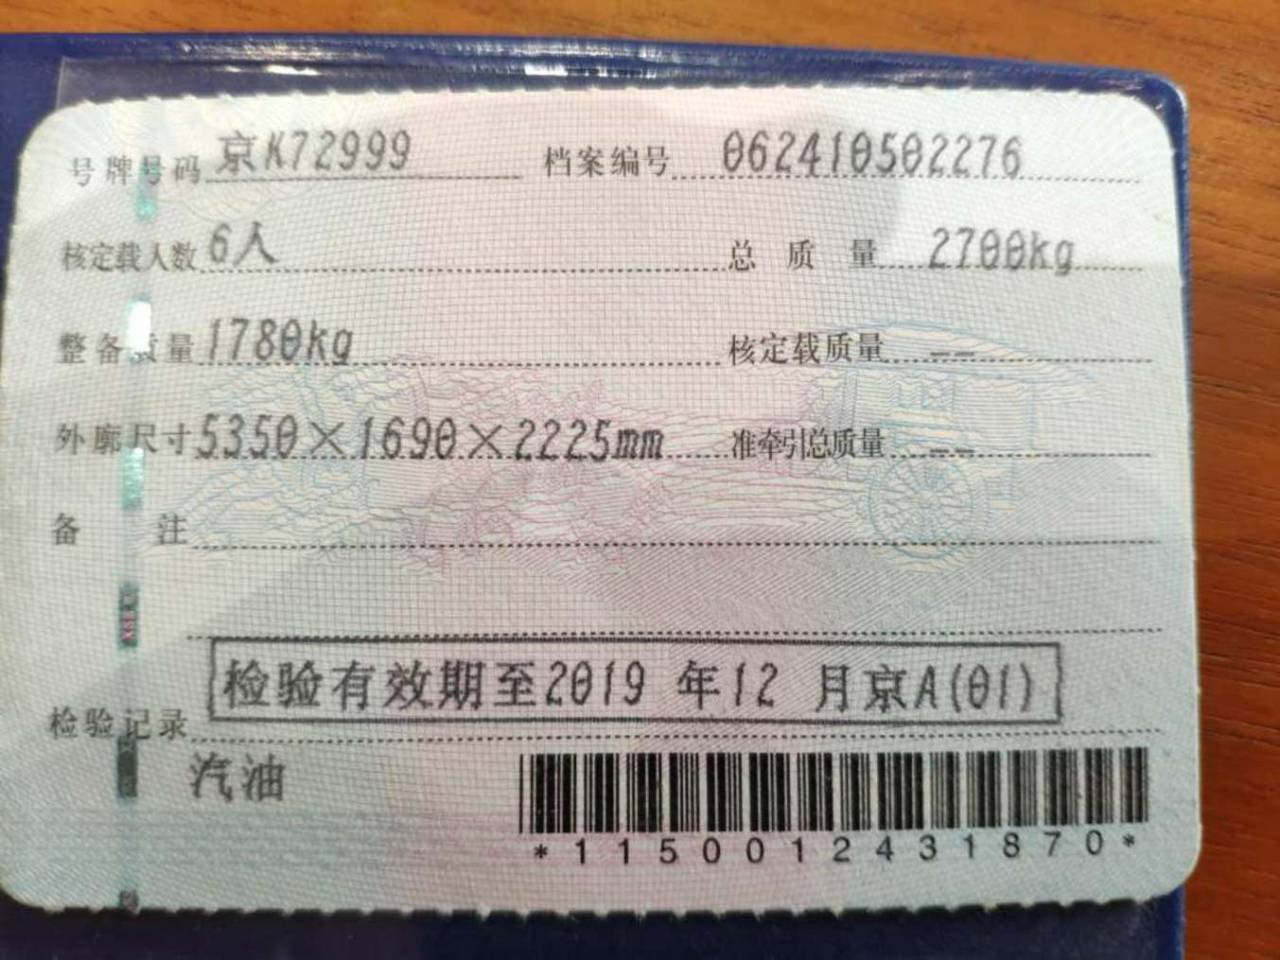 号牌号码 京K72999 档案编号 062410502276
核定载人数 6人 总质量 2700kg
整备质量 1780kg 核定载质量 --
外廓尺寸 5350×1690×2225mm 准牵引总质量 --
备注
检验有效期至2019 年12 月京A(01)
检验记录
汽油
*1150012431870*